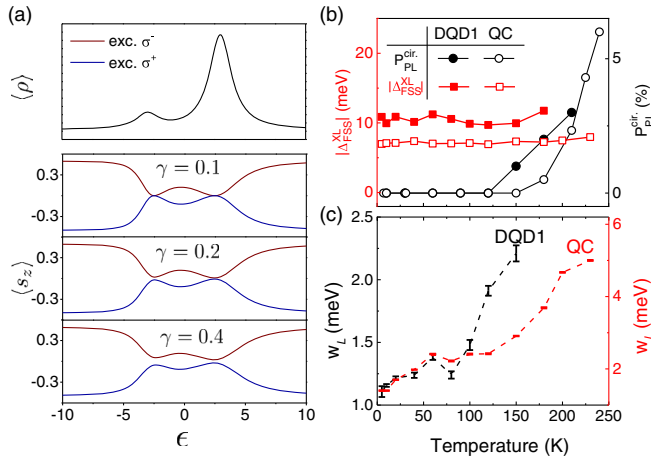 (a)
exc. σ⁻
exc. σ⁺
⟨ρ⟩
0.3
-0.3
γ = 0.1
0.3
-0.3
γ = 0.2
⟨s_z⟩
0.3
-0.3
γ = 0.4
-10 -5 0 5 10
ϵ
(b)
DQD1 QC
P_PL^cir.
|Δ_FSS^XL|
|Δ_FSS^XL| (meV)
25
20
15
10
5
0
P_PL^cir. (%)
6
0
(c)
DQD1
QC
w_L (meV)
2.5
2.0
1.5
1.0
w_l (meV)
6
4
2
0 50 100 150 200 250
Temperature (K)